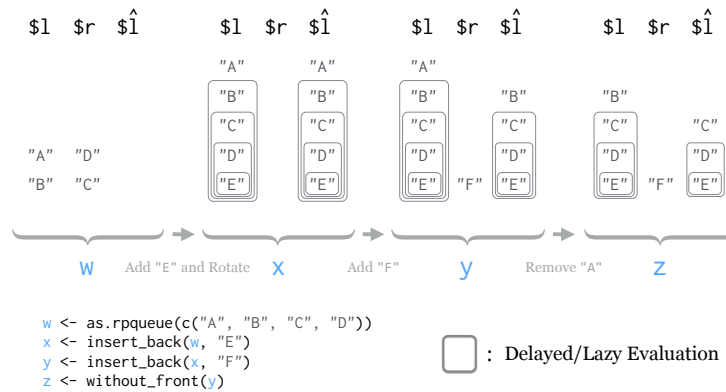 $l $r $l̂ $l $r $l̂ $l $r $l̂ $l $r $l̂
"A" "A" "A"
"B" "B" "B" "B" "B"
"C" "C" "C" "C" "C" "C"
"A" "D" "D" "D" "D" "D" "D" "D"
"B" "C" "E" "E" "E" "F" "E" "E" "F" "E"
w Add "E" and Rotate x Add "F" y Remove "A" z
w <- as.rpqueue(c("A", "B", "C", "D"))
x <- insert_back(w, "E")
y <- insert_back(x, "F")
z <- without_front(y)
: Delayed/Lazy Evaluation